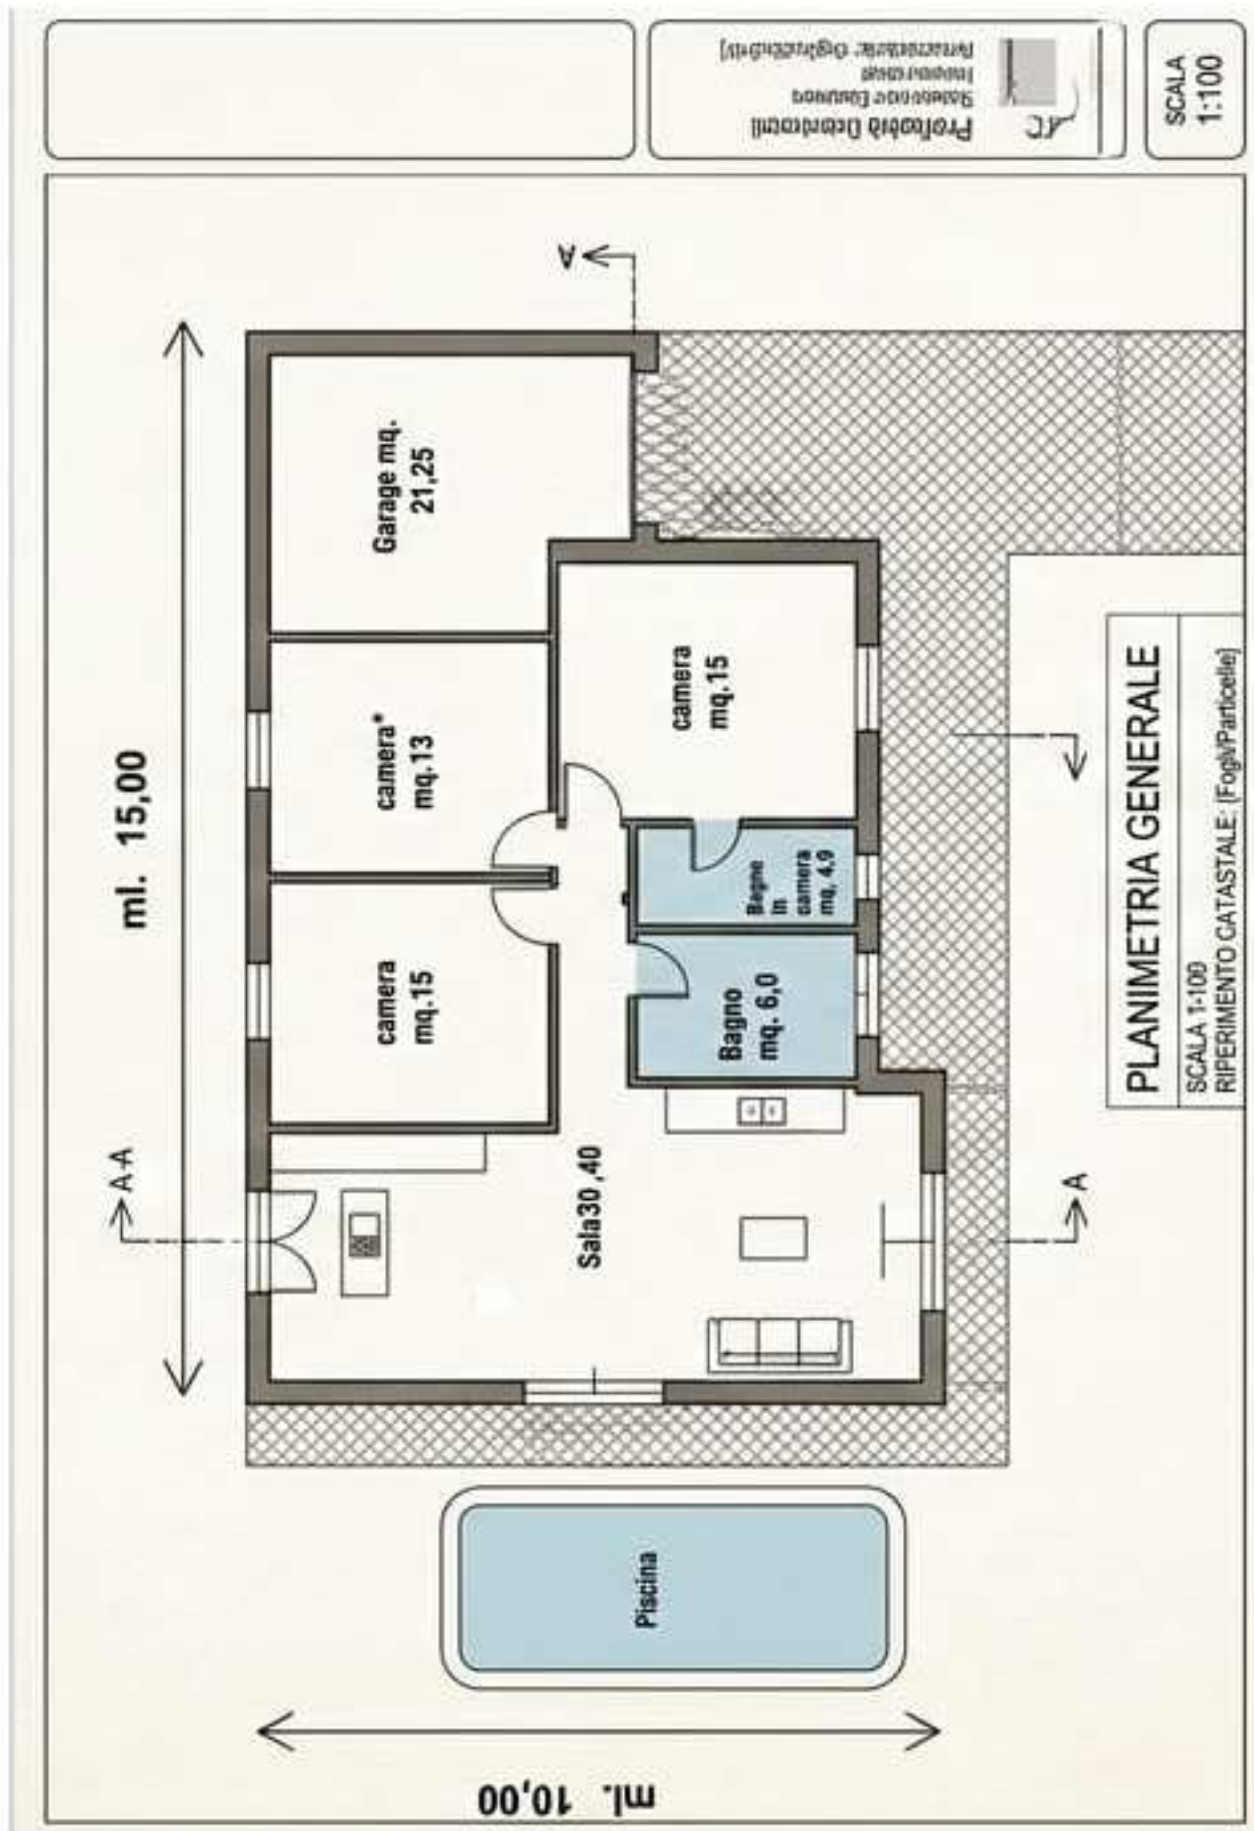 SCALA
1:100
ml. 15,00
A-A
A
Garage mq.
21,25
camera*
mq.13
camera
mq.15
camera
mq.15
Bagne
in
camera
mq, 4,9
Bagno
mq. 6,0
Sala30 ,40
A
Piscina
ml. 10,00
PLANIMETRIA GENERALE
SCALA 1-100
RIPERIMENTO CATASTALE: [Fogli/Particelle]